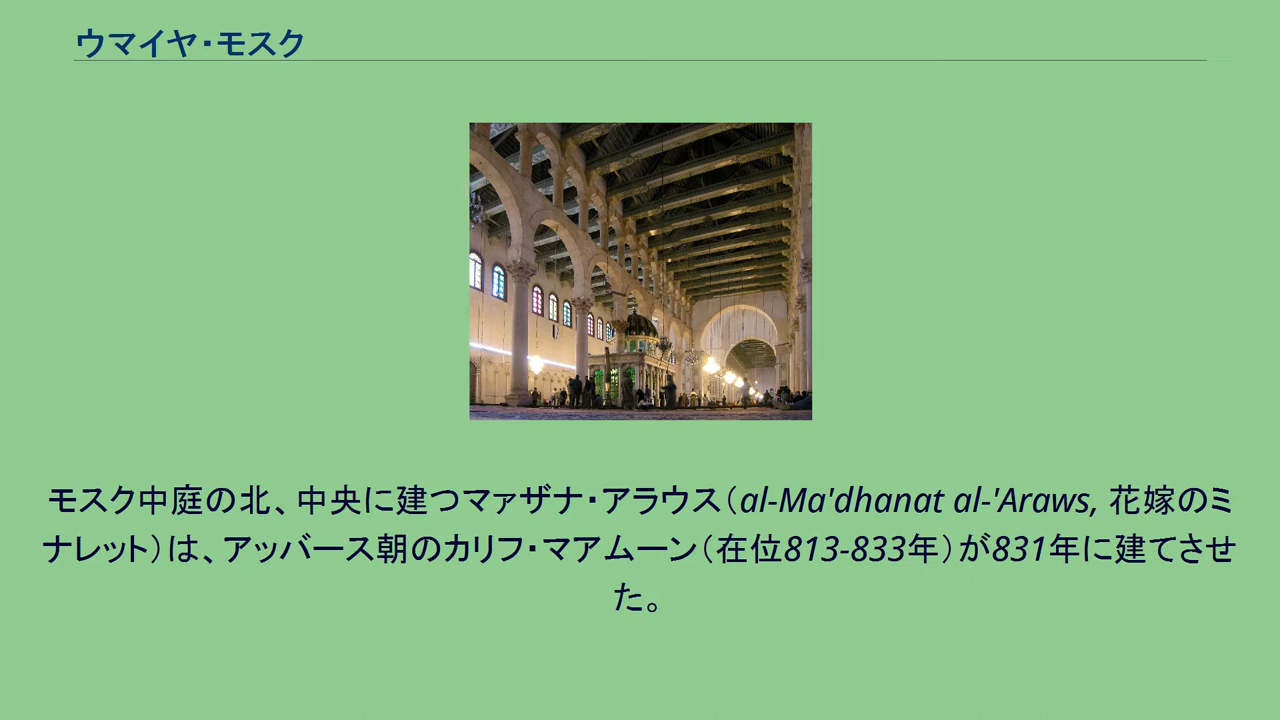 ウマイヤ・モスク
モスク中庭の北、中央に建つマァザナ・アラウス（al-Ma'dhanat al-'Araws, 花嫁のミ
ナレット）は、アッバース朝のカリフ・マアムーン（在位813-833年）が831年に建てさせ
た。